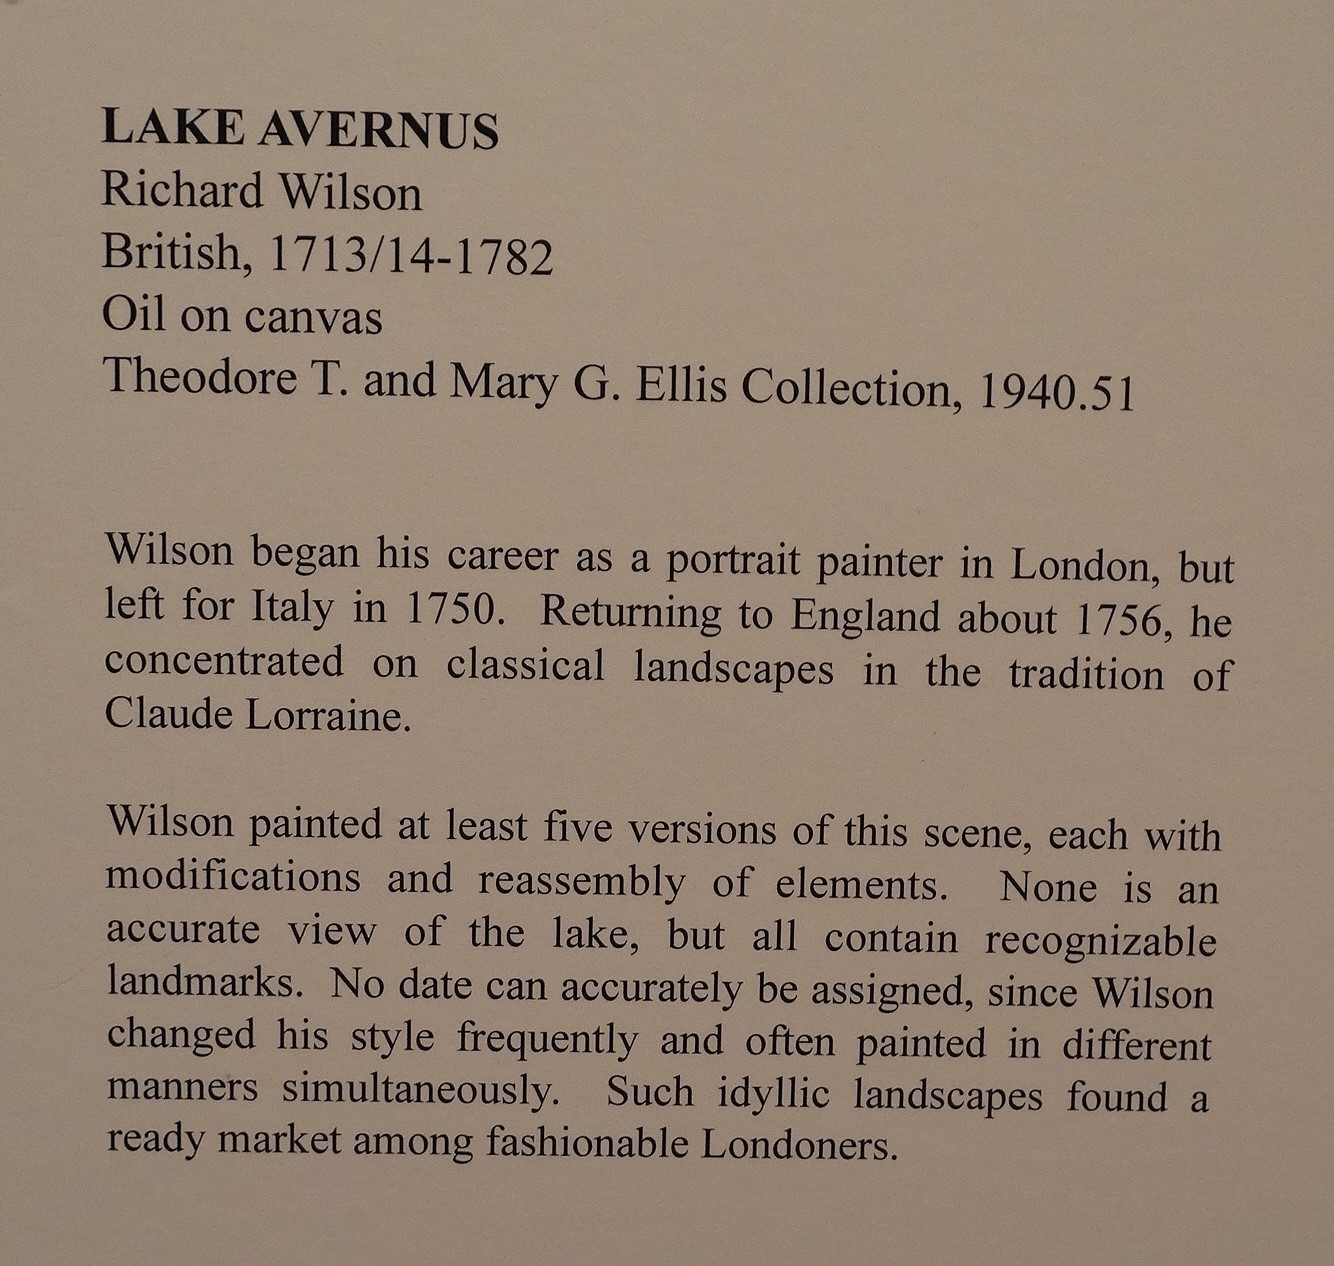 LAKE AVERNUS
Richard Wilson
British, 1713/14-1782
Oil on canvas
Theodore T. and Mary G. Ellis Collection, 1940.51
Wilson began his career as a portrait painter in London, but
left for Italy in 1750. Returning to England about 1756, he
concentrated on classical landscapes in the tradition of
Claude Lorraine.
Wilson painted at least five versions of this scene, each with
modifications and reassembly of elements. None is an
accurate view of the lake, but all contain recognizable
landmarks. No date can accurately be assigned, since Wilson
changed his style frequently and often painted in different
manners simultaneously. Such idyllic landscapes found a
ready market among fashionable Londoners.